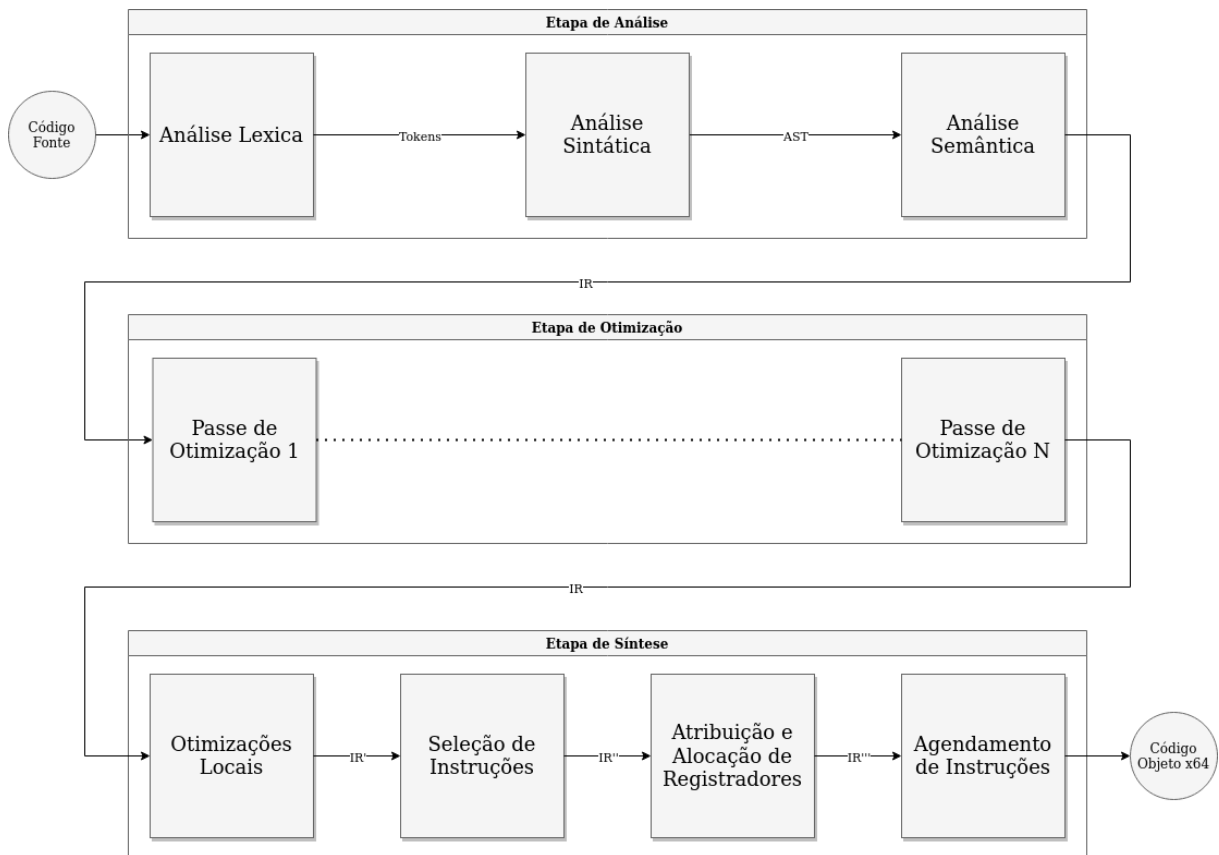 Etapa de Análise
Código
Fonte
Análise Lexica
Tokens
Análise
Sintática
AST
Análise
Semântica
IR
Etapa de Otimização
Passe de
Otimização 1
Passe de
Otimização N
IR
Etapa de Síntese
Otimizações
Locais
IR'
Seleção de
Instruções
IR''
Atribuição e
Alocação de
Registradores
IR'''
Agendamento
de Instruções
Código
Objeto x64